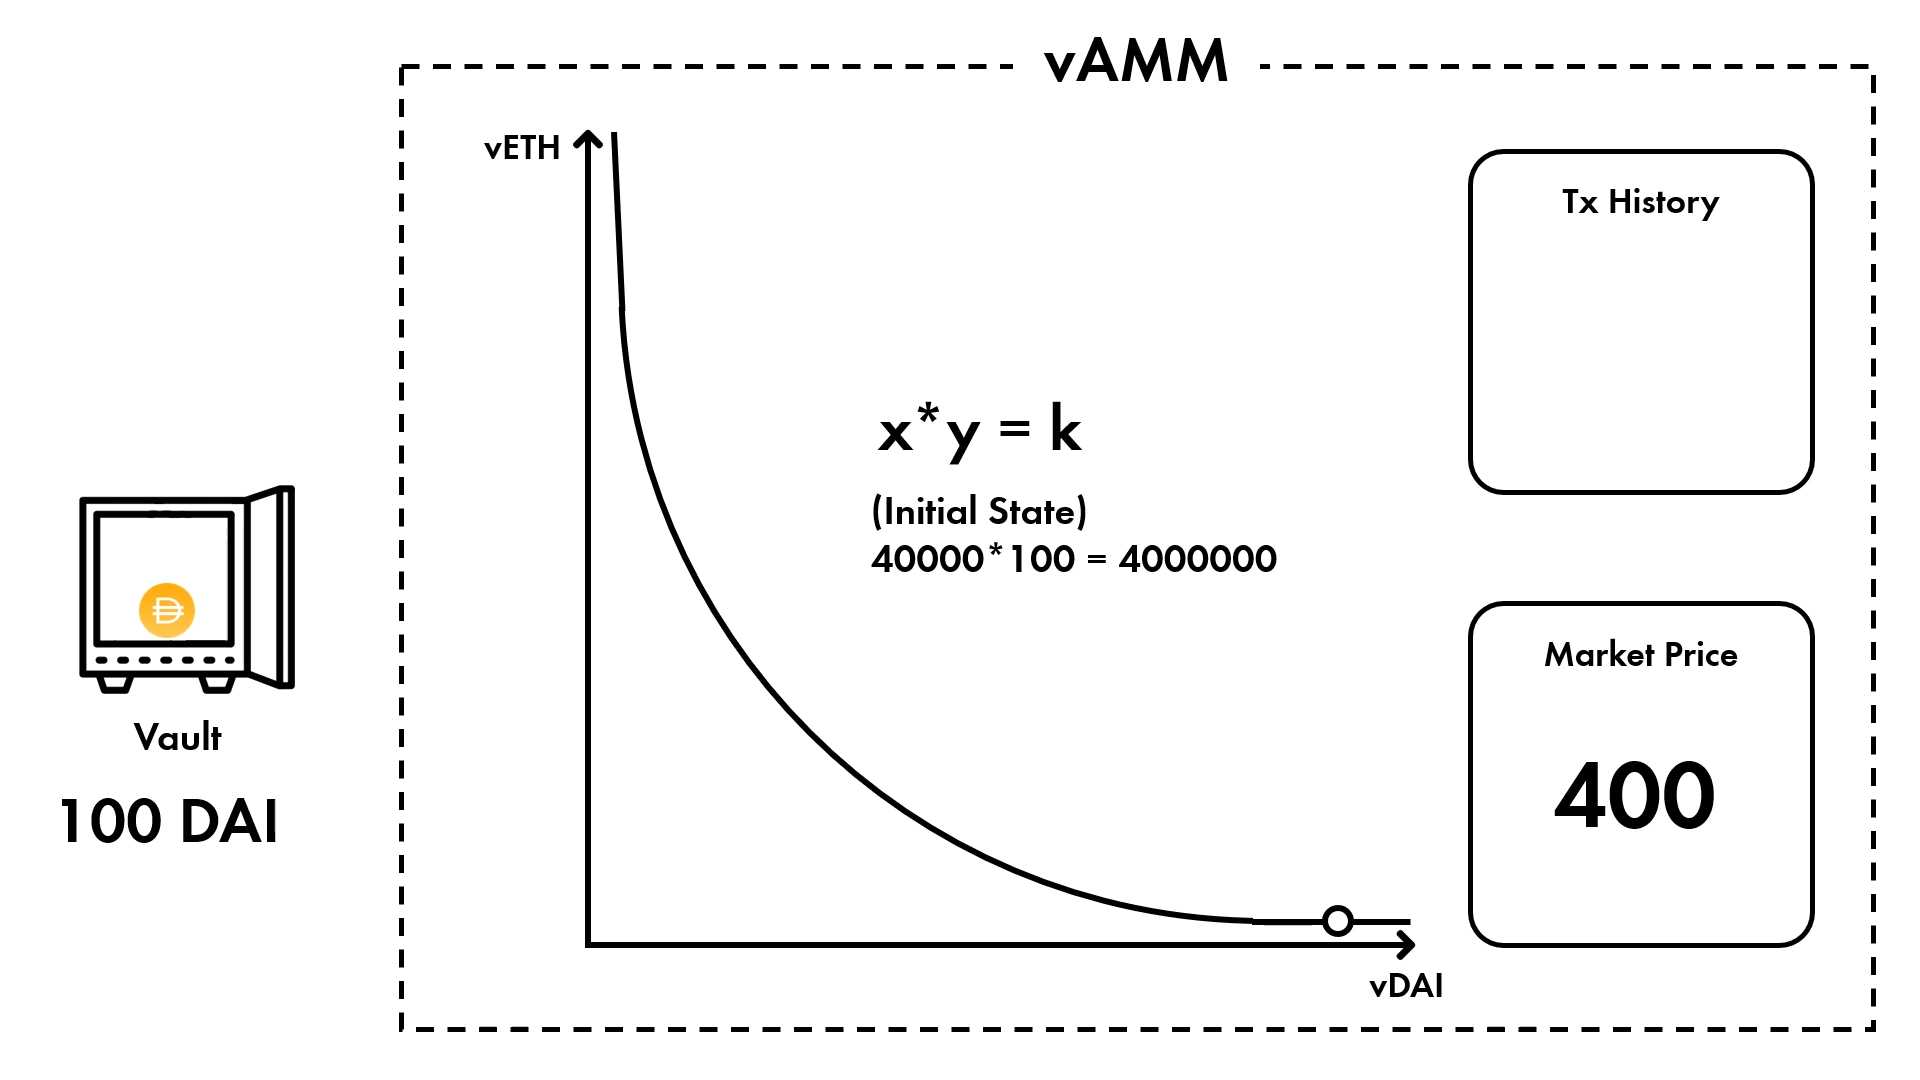 vAMM
vETH
Tx History
x*y = k
(Initial State)
40000*100 = 4000000
Market Price
400
Vault
100 DAI
vDAI